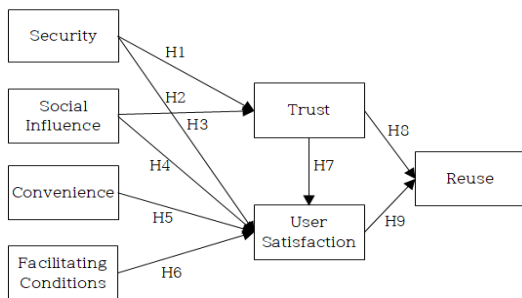 Security
H1
Social
Influence
H2
H3
Trust
H8
H4
H7
Reuse
Convenience
H5
User
Satisfaction
H9
Facilitating
Conditions
H6